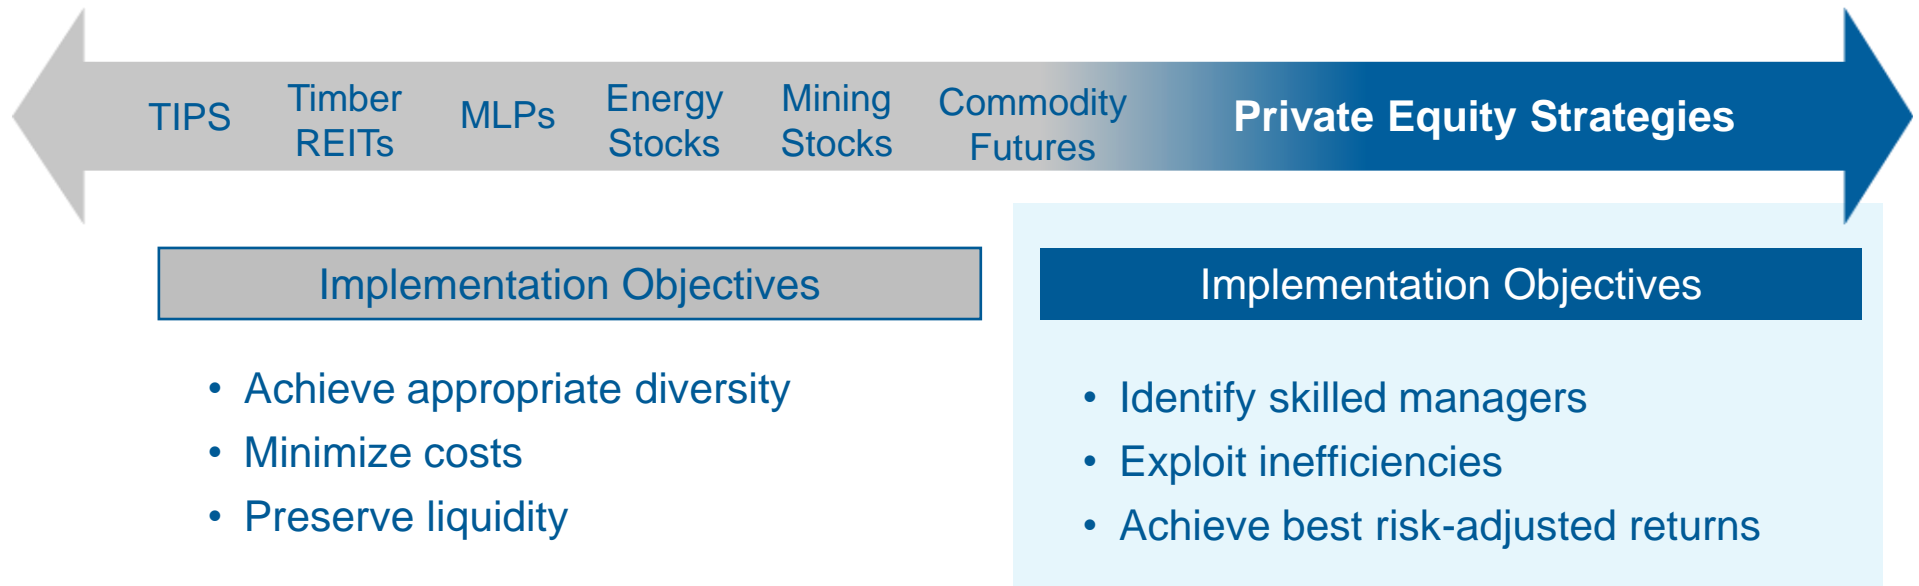 TIPS
Timber
REITs
MLPs
Energy
Stocks
Mining
Stocks
Commodity
Futures
Private Equity Strategies
Implementation Objectives
• Achieve appropriate diversity
• Minimize costs
• Preserve liquidity
Implementation Objectives
• Identify skilled managers
• Exploit inefficiencies
• Achieve best risk-adjusted returns